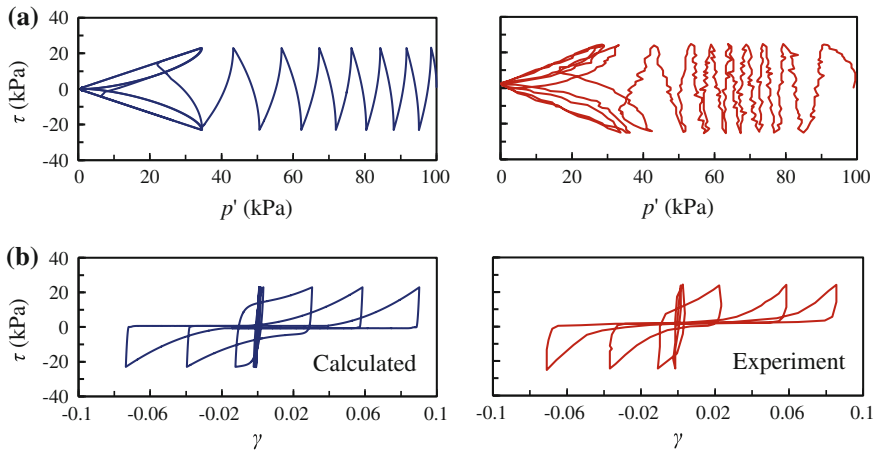 (a)
τ (kPa)
40
20
0
-20
-40
0 20 40 60 80 100
p' (kPa)
0 20 40 60 80 100
p' (kPa)
(b)
τ (kPa)
40
20
0
-20
-40
Calculated
Experiment
-0.1 -0.06 -0.02 0.02 0.06 0.1
γ
-0.1 -0.06 -0.02 0.02 0.06 0.1
γ